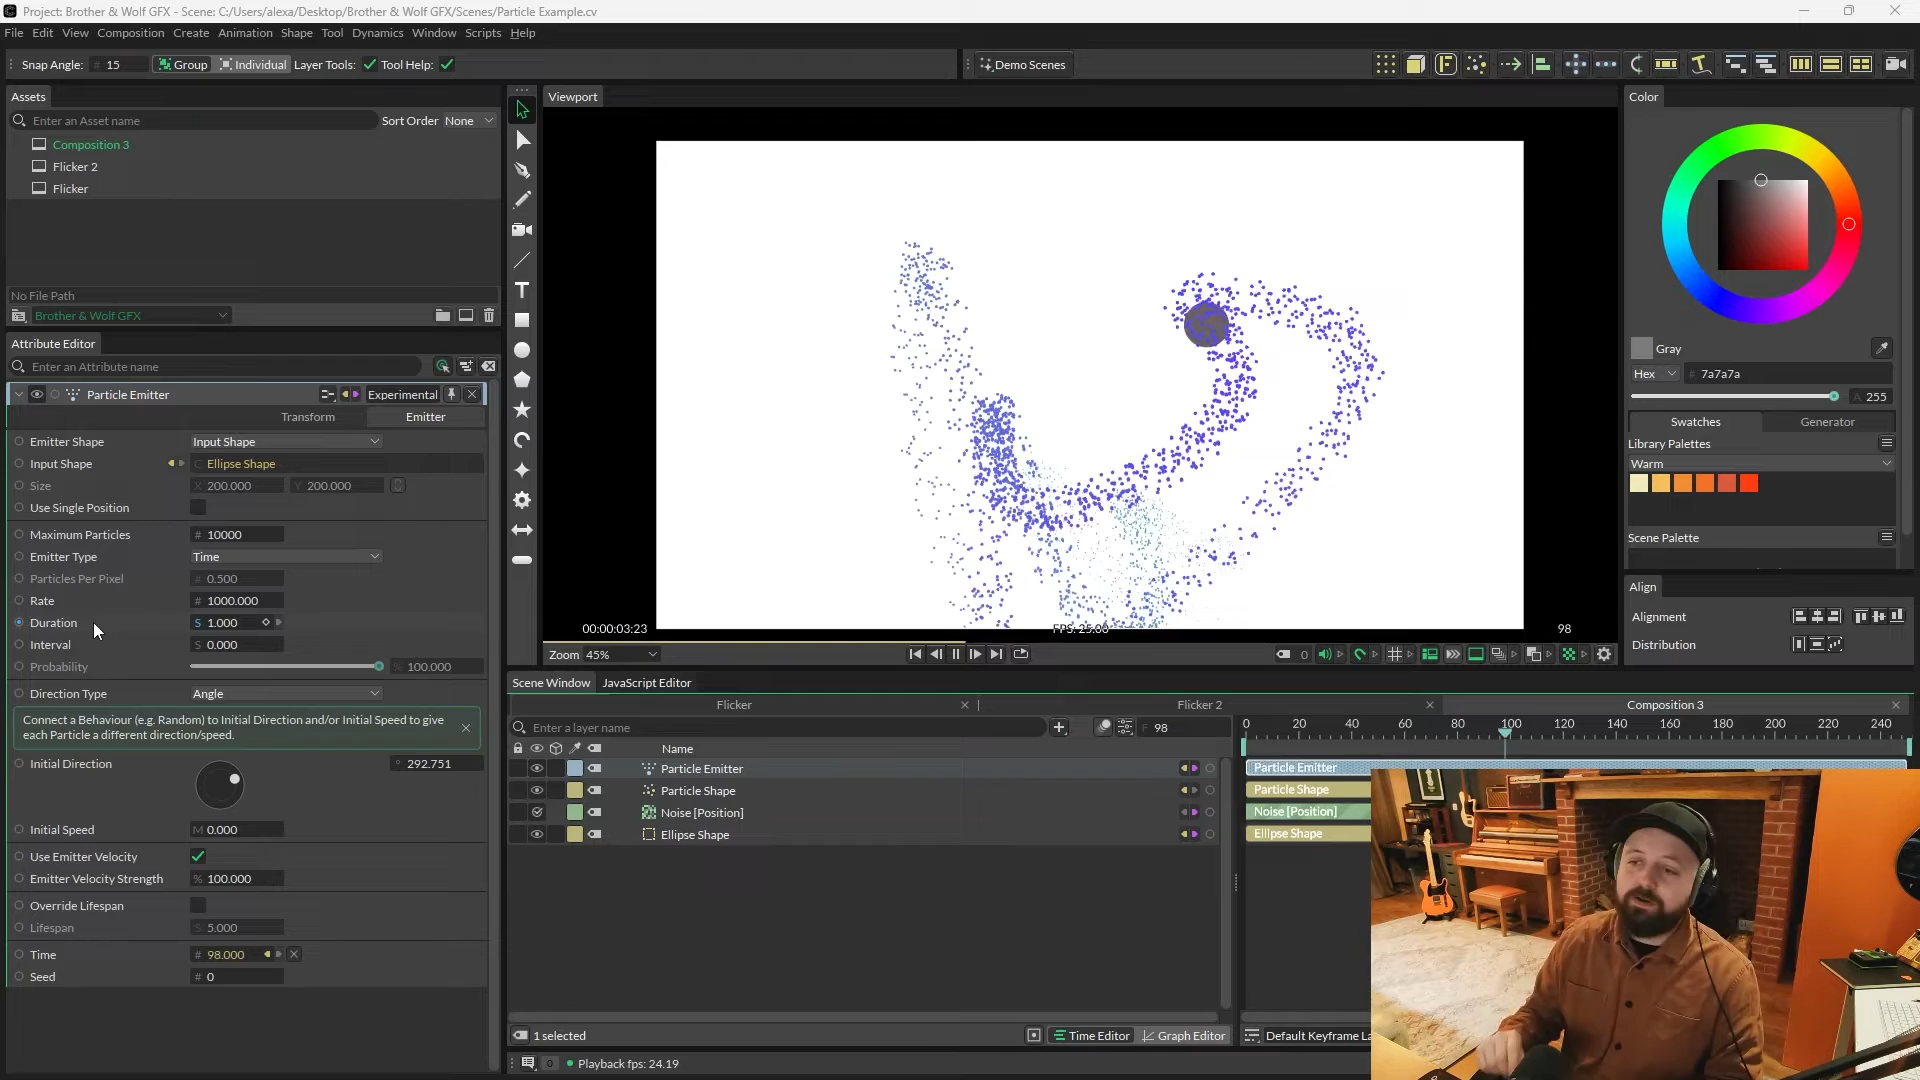 Project: Brother & Wolf GFX - Scene: C:/Users/alexa/Desktop/Brother & Wolf GFX/Scenes/Particle Example.cv
File Edit View Composition Create Animation Shape Tool Dynamics Window Scripts Help
Snap Angle: # 15 Group Individual Layer Tools: Tool Help: Demo Scenes
Assets
Enter an Asset name Sort Order None
Composition 3
Flicker 2
Flicker
No File Path
Brother & Wolf GFX
Attribute Editor
Enter an Attribute name
Particle Emitter Experimental
Transform Emitter
Emitter Shape Input Shape
Input Shape Ellipse Shape
Size X 200.000 Y 200.000
Use Single Position
Maximum Particles # 10000
Emitter Type Time
Particles Per Pixel # 0.500
Rate # 1000.000
Duration S 1.000
Interval S 0.000
Probability % 100.000
Direction Type Angle
Connect a Behaviour (e.g. Random) to Initial Direction and/or Initial Speed to give
each Particle a different direction/speed.
Initial Direction ° 292.751
Initial Speed M 0.000
Use Emitter Velocity
Emitter Velocity Strength % 100.000
Override Lifespan
Lifespan S 5.000
Time # 98.000
Seed # 0
Viewport
00:00:03:23 FPS: 25.00 98
Zoom 45% 0
Scene Window JavaScript Editor
Flicker Flicker 2 Composition 3
Enter a layer name F 98
0 20 40 60 80 100 120 140 160 180 200 220 240
Name
Particle Emitter
Particle Shape
Noise [Position]
Ellipse Shape
Particle Emitter
Particle Shape
Noise [Position]
Ellipse Shape
1 selected Time Editor Graph Editor Default Keyframe La
0 Playback fps: 24.19
Color
Gray
Hex # 7a7a7a
A 255
Swatches Generator
Library Palettes
Warm
Scene Palette
Align
Alignment
Distribution